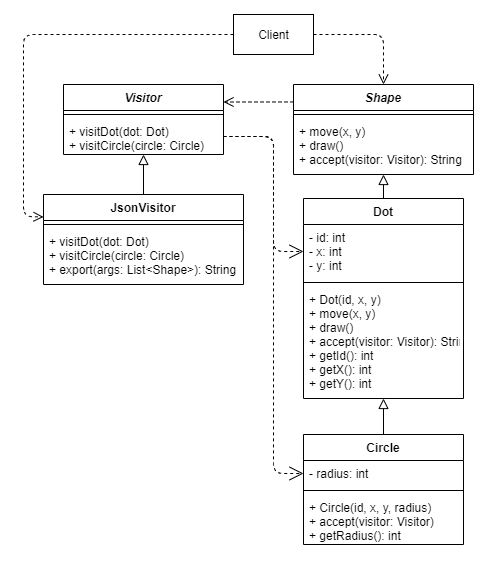 Client
Visitor
+ visitDot(dot: Dot)
+ visitCircle(circle: Circle)
Shape
+ move(x, y)
+ draw()
+ accept(visitor: Visitor): String
JsonVisitor
+ visitDot(dot: Dot)
+ visitCircle(circle: Circle)
+ export(args: List<Shape>): String
Dot
- id: int
- x: int
- y: int
+ Dot(id, x, y)
+ move(x, y)
+ draw()
+ accept(visitor: Visitor): Stri
+ getId(): int
+ getX(): int
+ getY(): int
Circle
- radius: int
+ Circle(id, x, y, radius)
+ accept(visitor: Visitor)
+ getRadius(): int